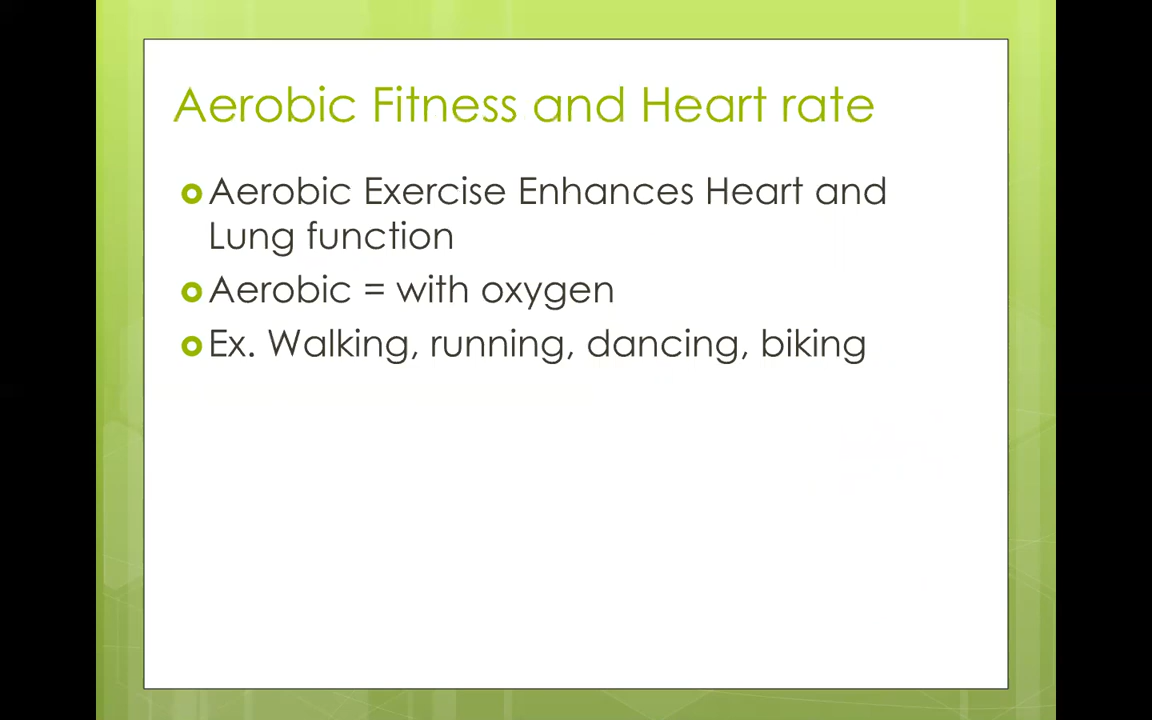 Aerobic Fitness and Heart rate
Aerobic Exercise Enhances Heart and
Lung function
Aerobic = with oxygen
Ex. Walking, running, dancing, biking